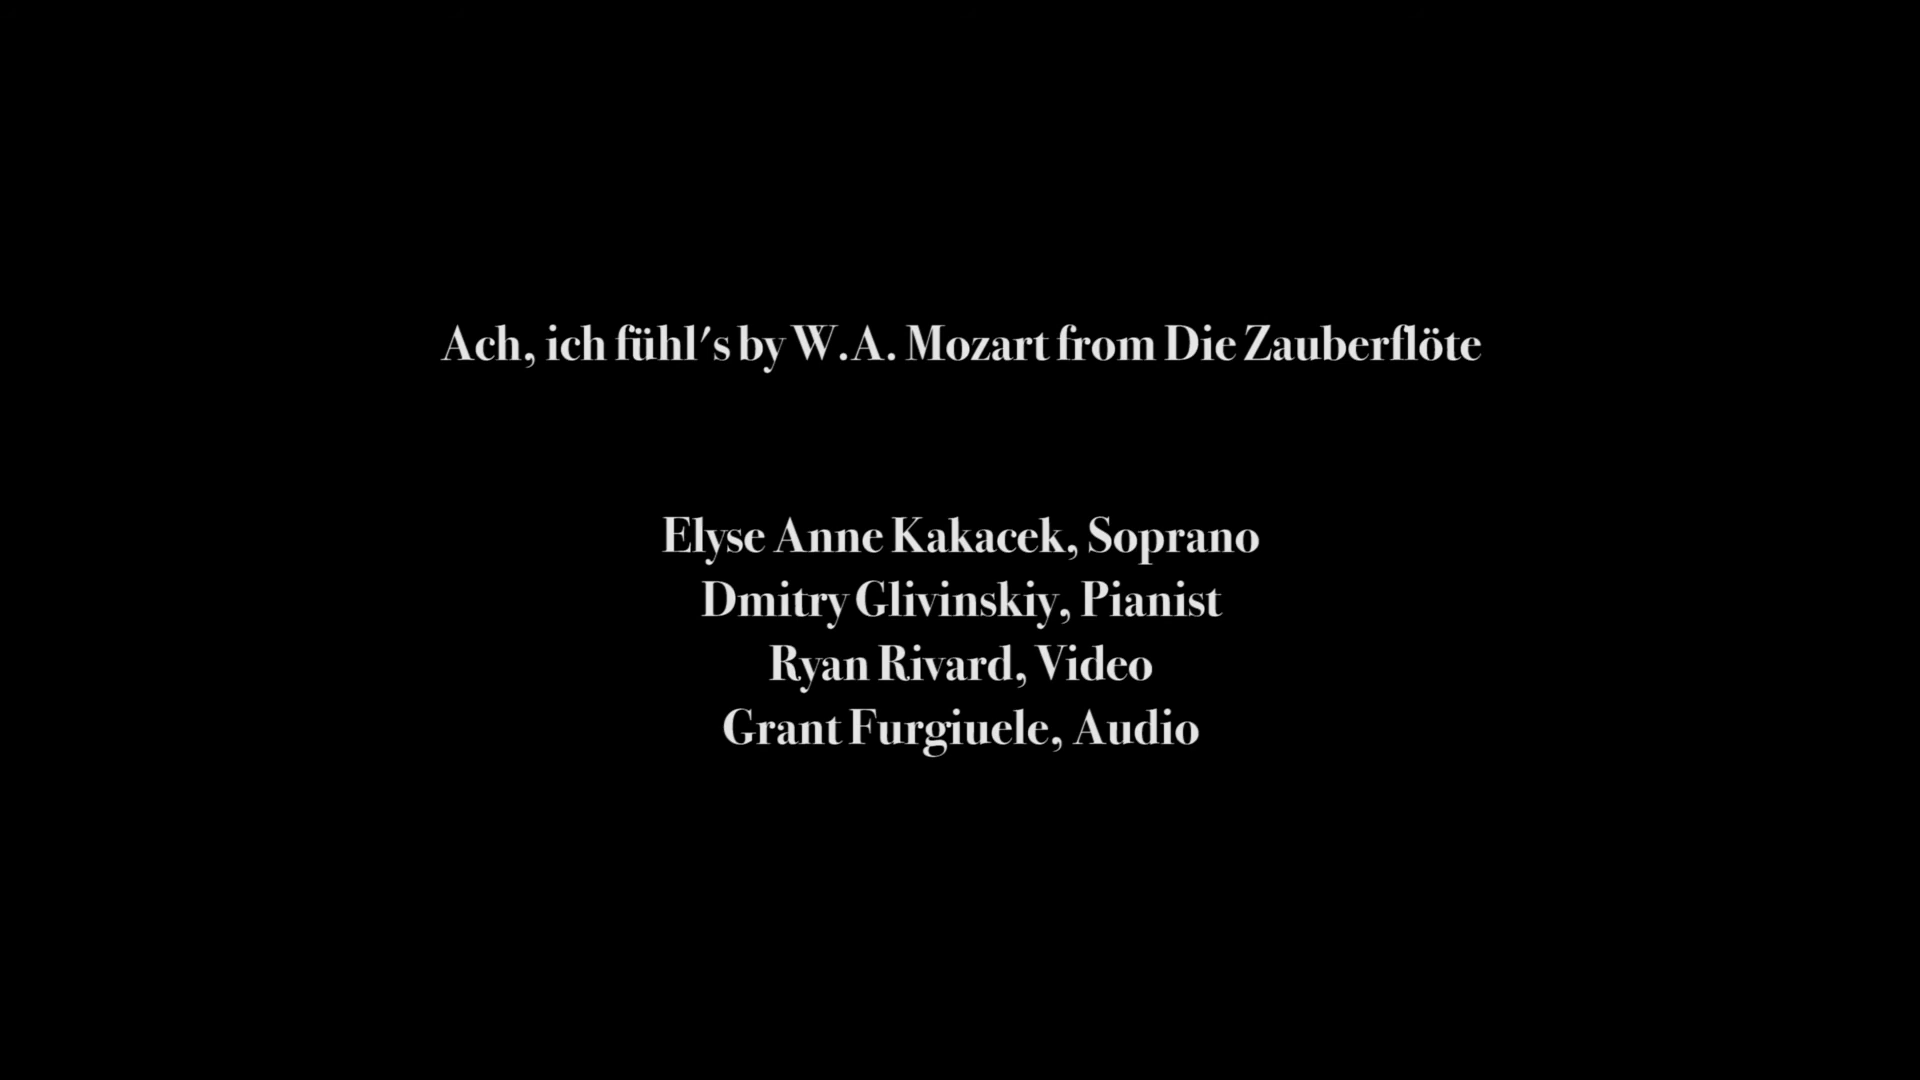 Ach, ich fühl's by W.A. Mozart from Die Zauberflöte
Elyse Anne Kakacek, Soprano
Dmitry Glivinskiy, Pianist
Ryan Rivard, Video
Grant Furgiuele, Audio